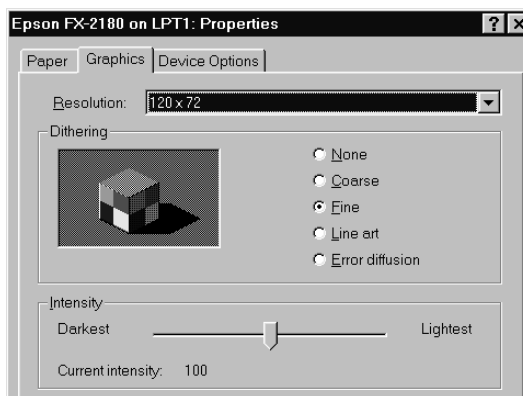 Epson FX-2180 on LPT1: Properties
Paper Graphics Device Options
Resolution: 120 x 72
Dithering
None
Coarse
Fine
Line art
Error diffusion
Intensity
Darkest Lightest
Current intensity: 100